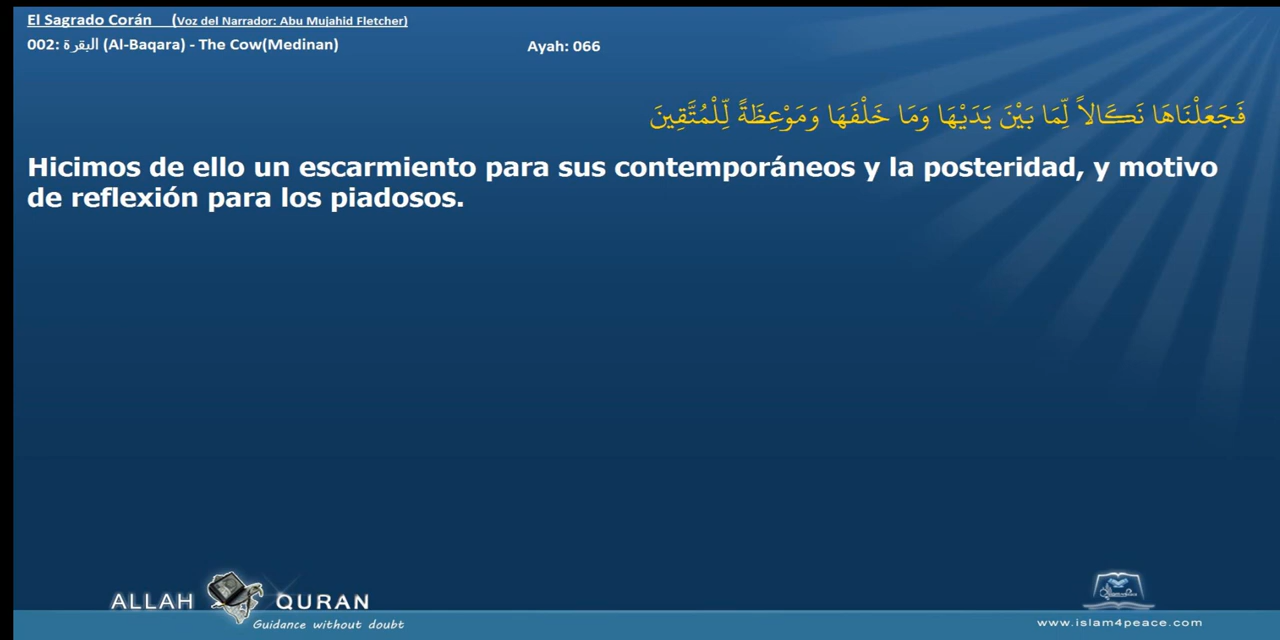 El Sagrado Corán (Voz del Narrador: Abu Mujahid Fletcher)
002: البقرة (Al-Baqara) - The Cow(Medinan) Ayah: 066
فَجَعَلْنَاهَا نَكَالاً لِّمَا بَيْنَ يَدَيْهَا وَمَا خَلْفَهَا وَمَوْعِظَةً لِّلْمُتَّقِينَ
Hicimos de ello un escarmiento para sus contemporáneos y la posteridad, y motivo
de reflexión para los piadosos.
ALLAH QURAN
Guidance without doubt
www.islam4peace.com